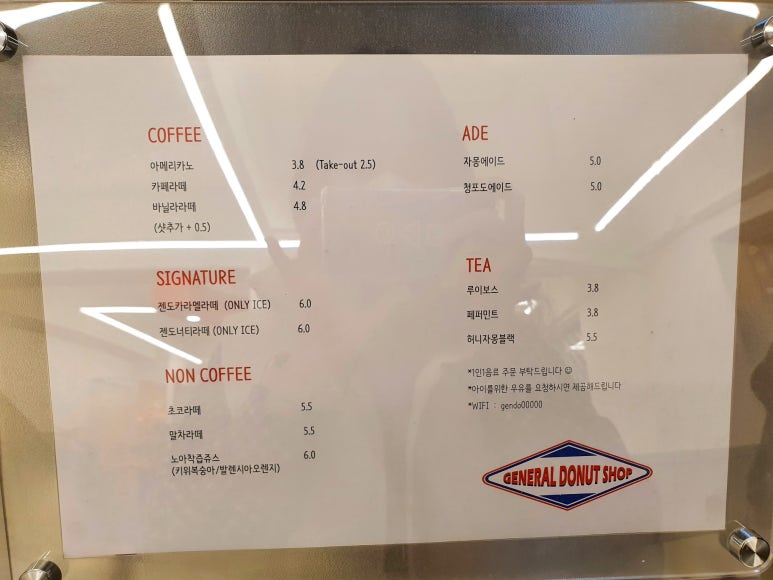 COFFEE
아메리카노 3.8 (Take-out 2.5)
카페라떼 4.2
바닐라라떼 4.8
(샷추가 + 0.5)
SIGNATURE
젠도카라멜라떼 (ONLY ICE) 6.0
젠도너티라떼 (ONLY ICE) 6.0
NON COFFEE
초코라떼 5.5
말차라떼 5.5
노아착즙쥬스 6.0
(키위복숭아/발렌시아오렌지)
ADE
자몽에이드 5.0
청포도에이드 5.0
TEA
루이보스 3.8
페퍼민트 3.8
허니자몽블랙 5.5
*1인1음료 주문 부탁드립니다 ☺
*아이를위한 우유를 요청하시면 제공해드립니다
*WIFI : gendo00000
GENERAL DONUT SHOP